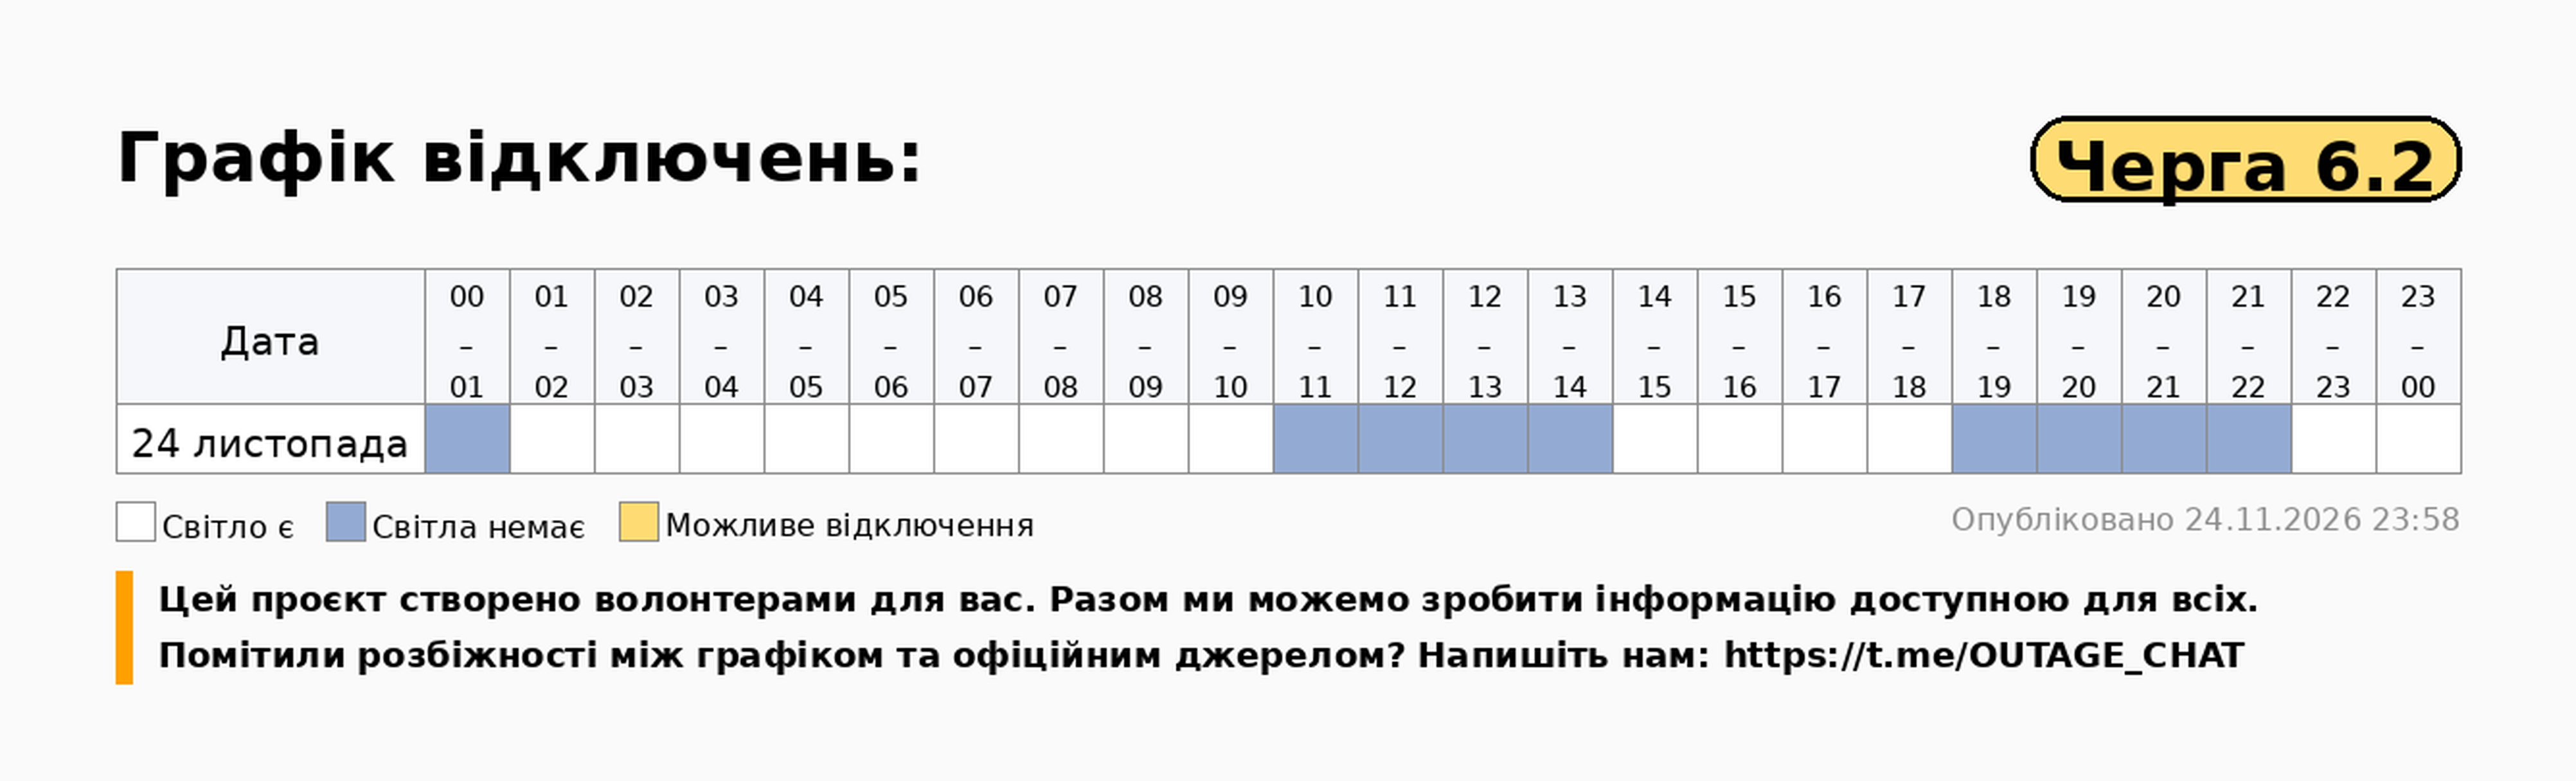 Графік відключень:
Черга 6.2
Дата
00 – 01
01 – 02
02 – 03
03 – 04
04 – 05
05 – 06
06 – 07
07 – 08
08 – 09
09 – 10
10 – 11
11 – 12
12 – 13
13 – 14
14 – 15
15 – 16
16 – 17
17 – 18
18 – 19
19 – 20
20 – 21
21 – 22
22 – 23
23 – 00
24 листопада
Світло є
Світла немає
Можливе відключення
Опубліковано 24.11.2026 23:58
Цей проєкт створено волонтерами для вас. Разом ми можемо зробити інформацію доступною для всіх.
Помітили розбіжності між графіком та офіційним джерелом? Напишіть нам: https://t.me/OUTAGE_CHAT